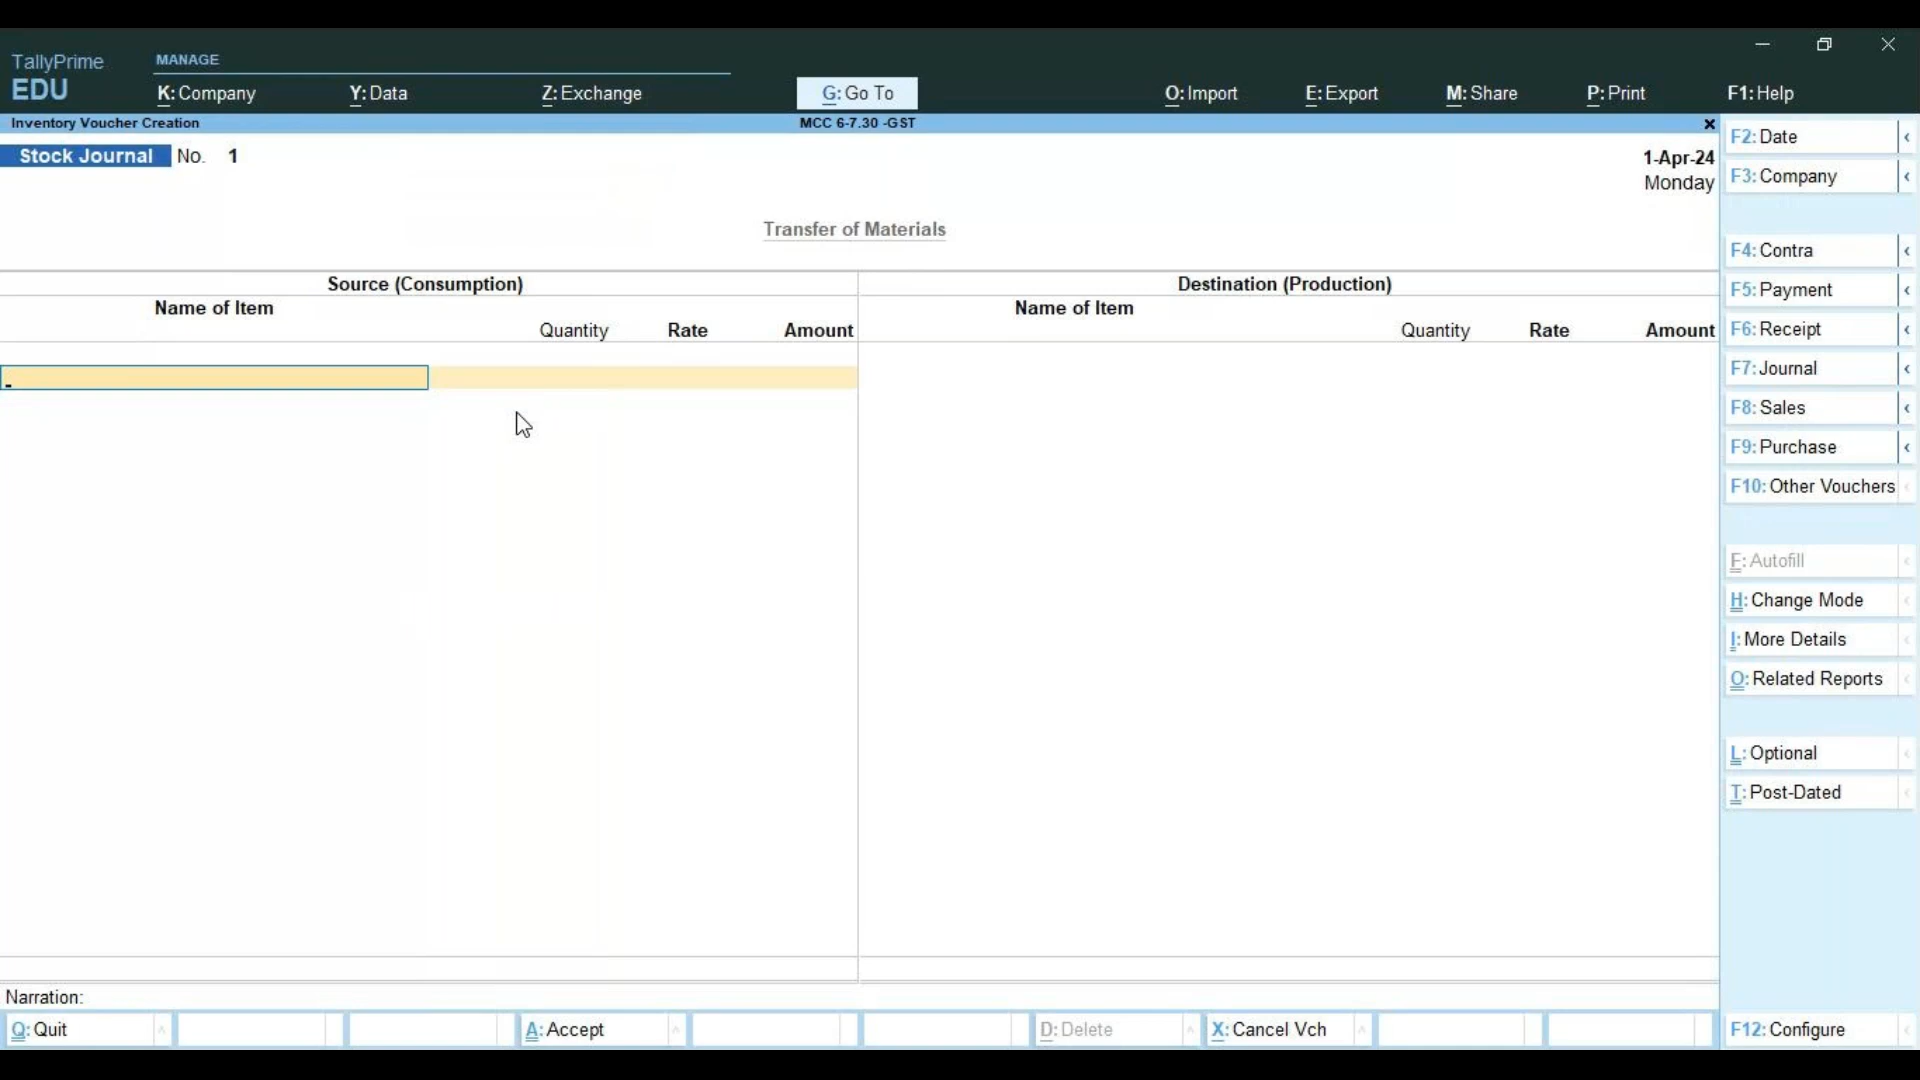 TallyPrime
EDU
MANAGE
K: Company
Y: Data
Z: Exchange
G: Go To
O: Import
E: Export
M: Share
P: Print
F1: Help
Inventory Voucher Creation
MCC 6-7.30 -GST
Stock Journal No. 1
1-Apr-24
Monday
Transfer of Materials
Source (Consumption)
Name of Item
Quantity Rate Amount
Destination (Production)
Name of Item
Quantity Rate Amount
Narration:
Q: Quit
A: Accept
D: Delete
X: Cancel Vch
F2: Date
F3: Company
F4: Contra
F5: Payment
F6: Receipt
F7: Journal
F8: Sales
F9: Purchase
F10: Other Vouchers
F: Autofill
H: Change Mode
I: More Details
O: Related Reports
L: Optional
T: Post-Dated
F12: Configure